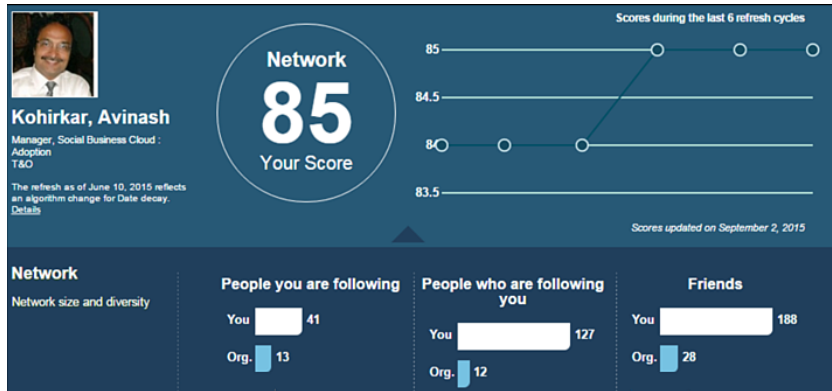 Scores during the last 6 refresh cycles
Kohirkar, Avinash
Manager, Social Business Cloud :
Adoption
T&O
The refresh as of June 10, 2015 reflects
an algorithm change for Date decay.
Details
Network
85
Your Score
85
84.5
84
83.5
Scores updated on September 2, 2015
Network
Network size and diversity
People you are following
You 41
Org. 13
People who are following
you
You 127
Org. 12
Friends
You 188
Org. 28